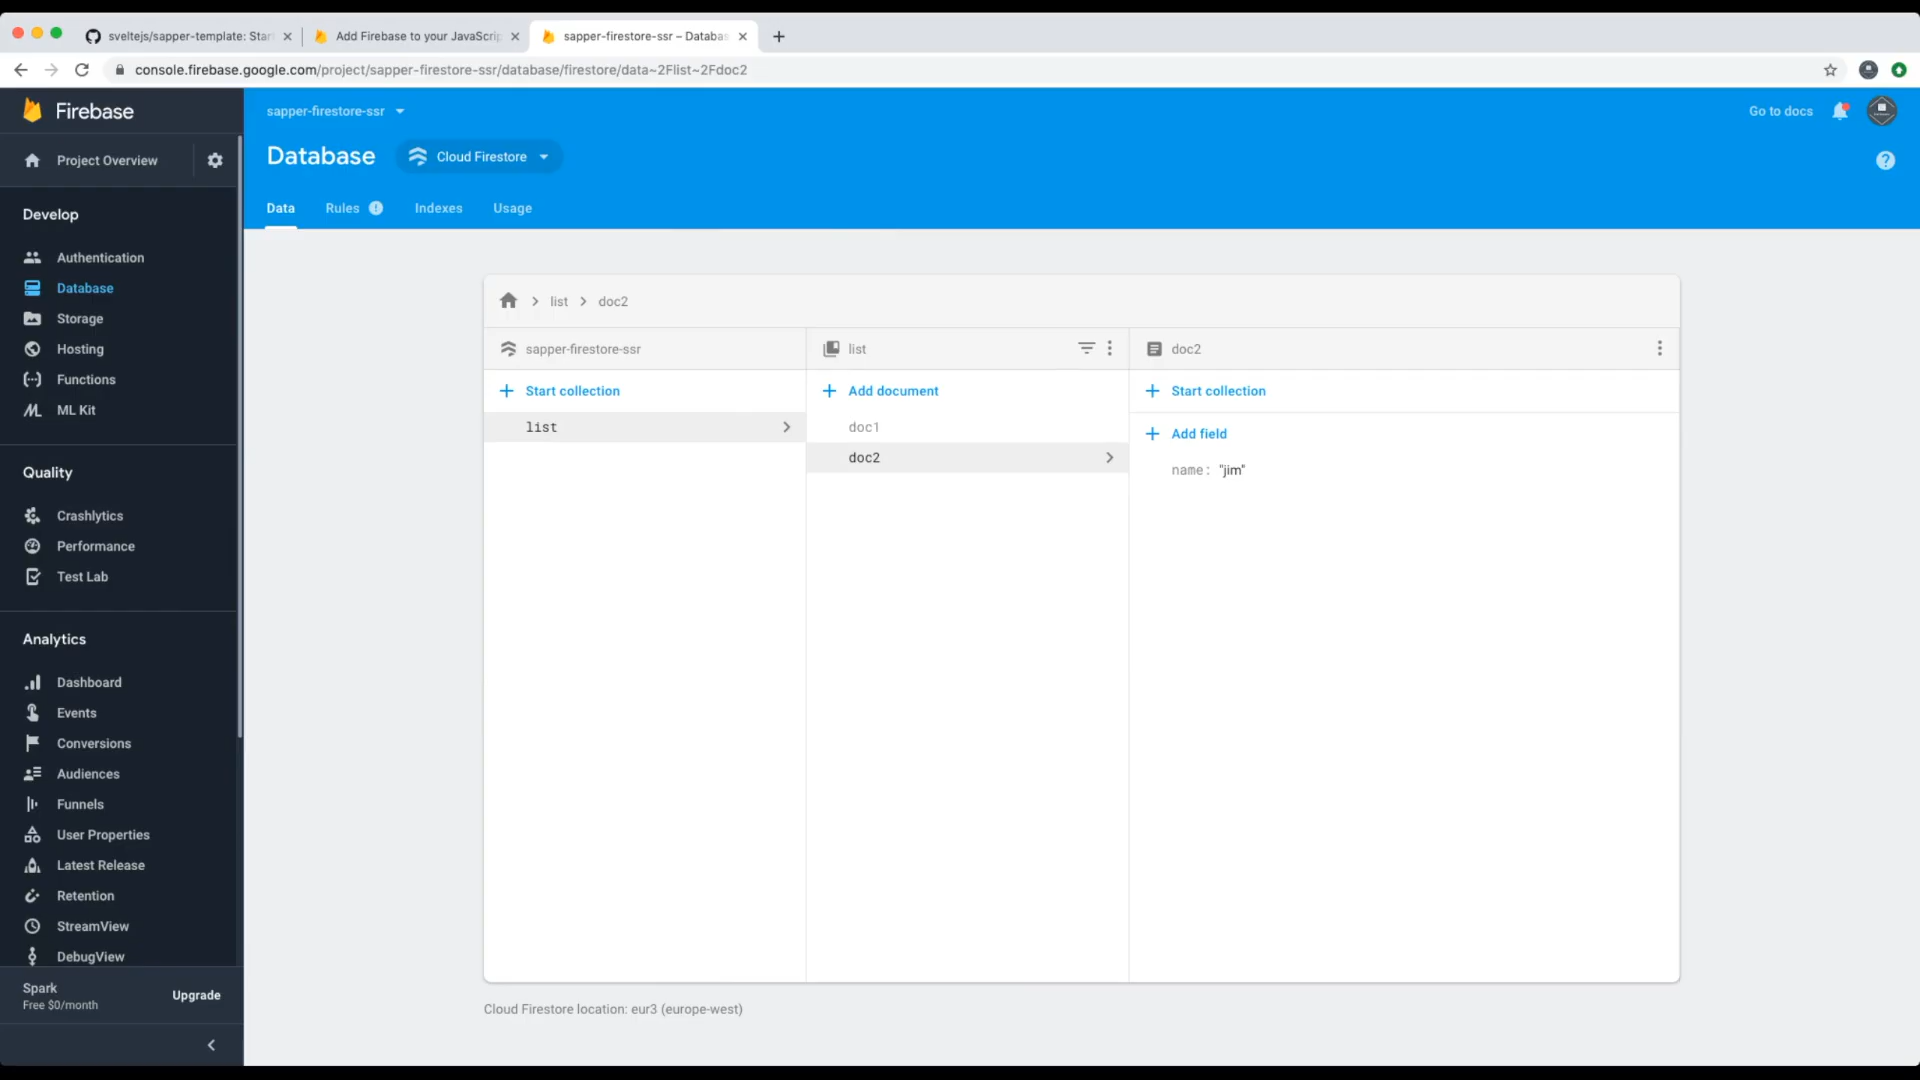 sveltejs/sapper-template: Star
Add Firebase to your JavaScrip
sapper-firestore-ssr – Databas
console.firebase.google.com/project/sapper-firestore-ssr/database/firestore/data~2Flist~2Fdoc2
Firebase
Project Overview
Develop
Authentication
Database
Storage
Hosting
Functions
ML Kit
Quality
Crashlytics
Performance
Test Lab
Analytics
Dashboard
Events
Conversions
Audiences
Funnels
User Properties
Latest Release
Retention
StreamView
DebugView
Spark
Free $0/month
Upgrade
sapper-firestore-ssr
Go to docs
Database
Cloud Firestore
Data
Rules
Indexes
Usage
list
doc2
sapper-firestore-ssr
Start collection
list
list
Add document
doc1
doc2
doc2
Start collection
Add field
name: "jim"
Cloud Firestore location: eur3 (europe-west)